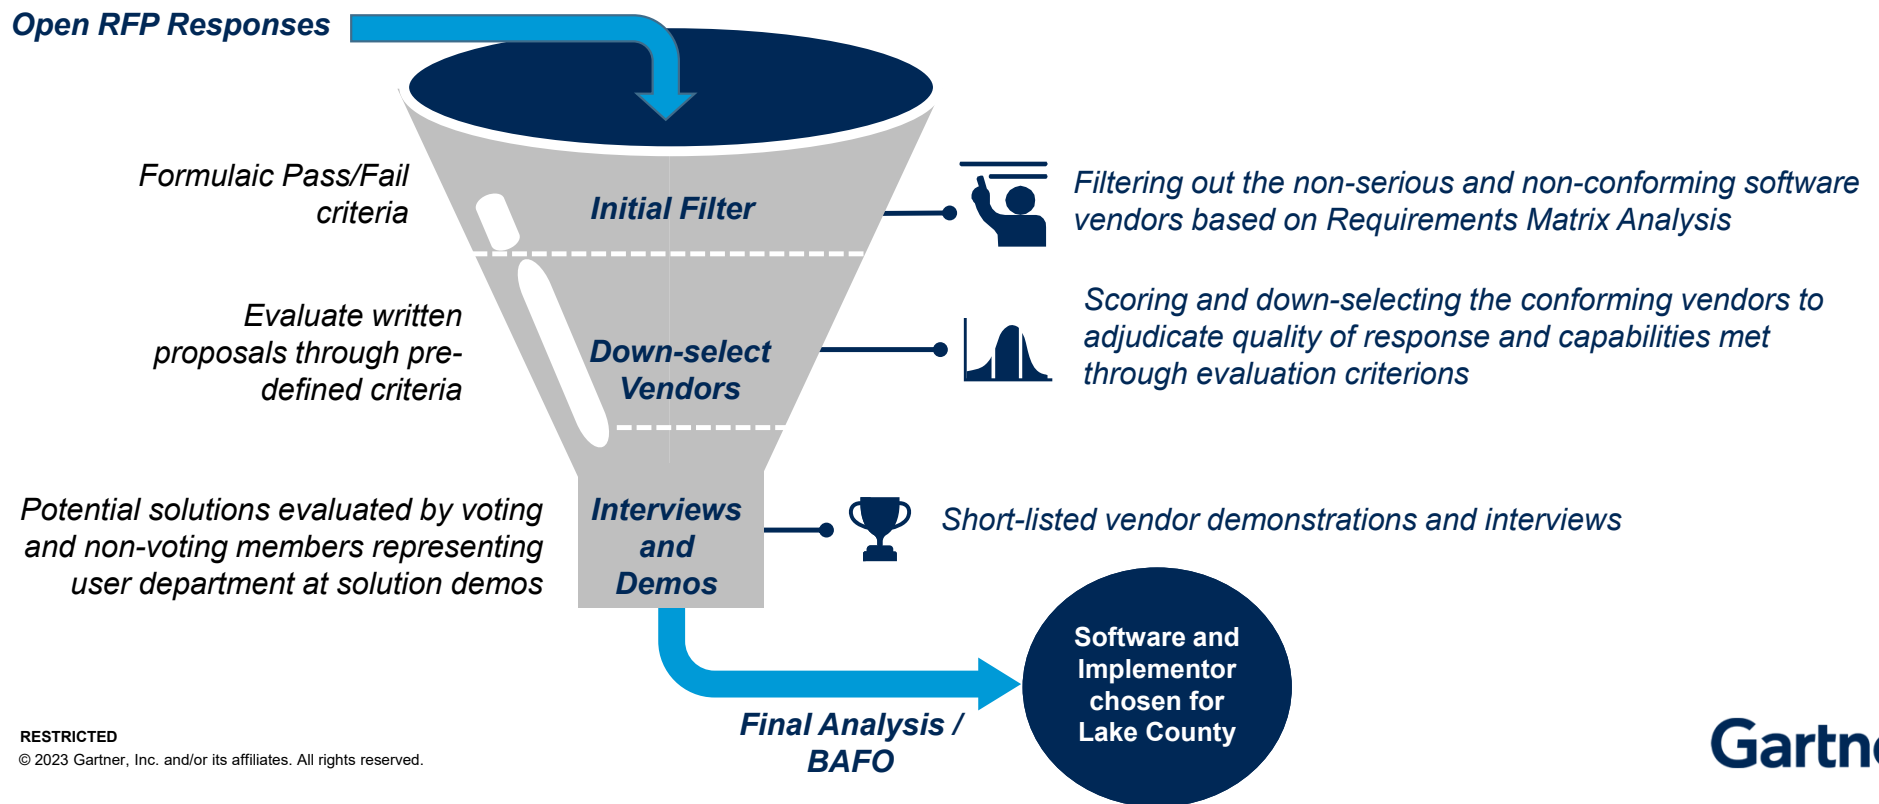 Open RFP Responses
Formulaic Pass/Fail
criteria
Initial Filter
Filtering out the non-serious and non-conforming software
vendors based on Requirements Matrix Analysis
Evaluate written
proposals through pre-
defined criteria
Down-select
Vendors
Scoring and down-selecting the conforming vendors to
adjudicate quality of response and capabilities met
through evaluation criterions
Potential solutions evaluated by voting
and non-voting members representing
user department at solution demos
Interviews
and
Demos
Short-listed vendor demonstrations and interviews
Software and
Implementor
chosen for
Lake County
Final Analysis /
BAFO
RESTRICTED
© 2023 Gartner, Inc. and/or its affiliates. All rights reserved.